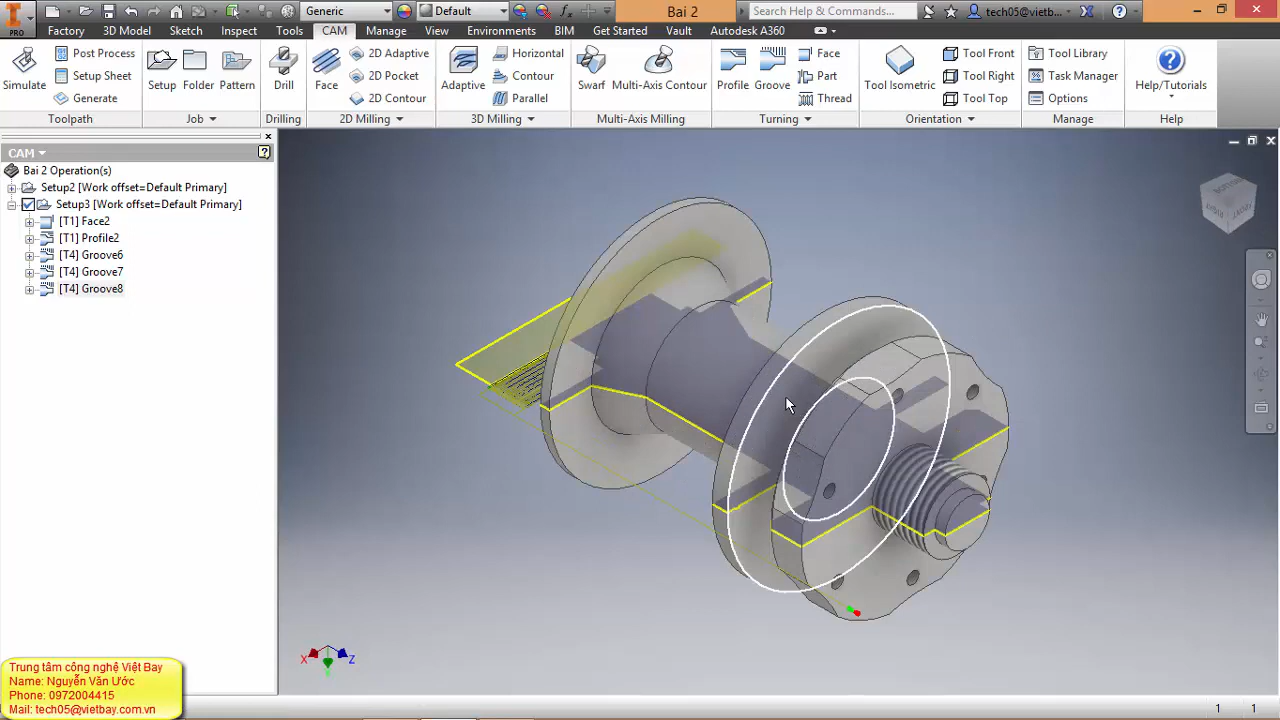 Generic
Default
Bai 2
Search Help & Commands...
tech05@vietb...
PRO
Factory 3D Model Sketch Inspect Tools CAM Manage View Environments BIM Get Started Vault Autodesk A360
Simulate
Post Process
Setup Sheet
Generate
Toolpath
Setup
Folder
Pattern
Job
Drill
Drilling
Face
2D Adaptive
2D Pocket
2D Contour
2D Milling
Adaptive
Horizontal
Contour
Parallel
3D Milling
Swarf
Multi-Axis Contour
Multi-Axis Milling
Profile
Groove
Face
Part
Thread
Turning
Tool Isometric
Tool Front
Tool Right
Tool Top
Orientation
Tool Library
Task Manager
Options
Manage
Help/Tutorials
Help
CAM
Bai 2 Operation(s)
Setup2 [Work offset=Default Primary]
Setup3 [Work offset=Default Primary]
[T1] Face2
[T1] Profile2
[T4] Groove6
[T4] Groove7
[T4] Groove8
X
Z
Trung tâm công nghệ Việt Bay
Name: Nguyễn Văn Ước
Phone: 0972004415
Mail: tech05@vietbay.com.vn
1 1